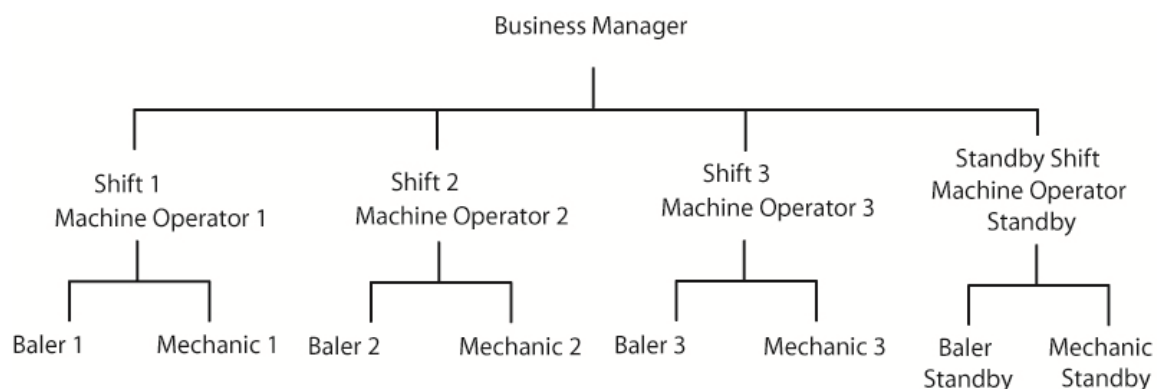 Business Manager
Shift 1
Machine Operator 1
Shift 2
Machine Operator 2
Shift 3
Machine Operator 3
Standby Shift
Machine Operator
Standby
Baler 1
Mechanic 1
Baler 2
Mechanic 2
Baler 3
Mechanic 3
Baler
Standby
Mechanic
Standby